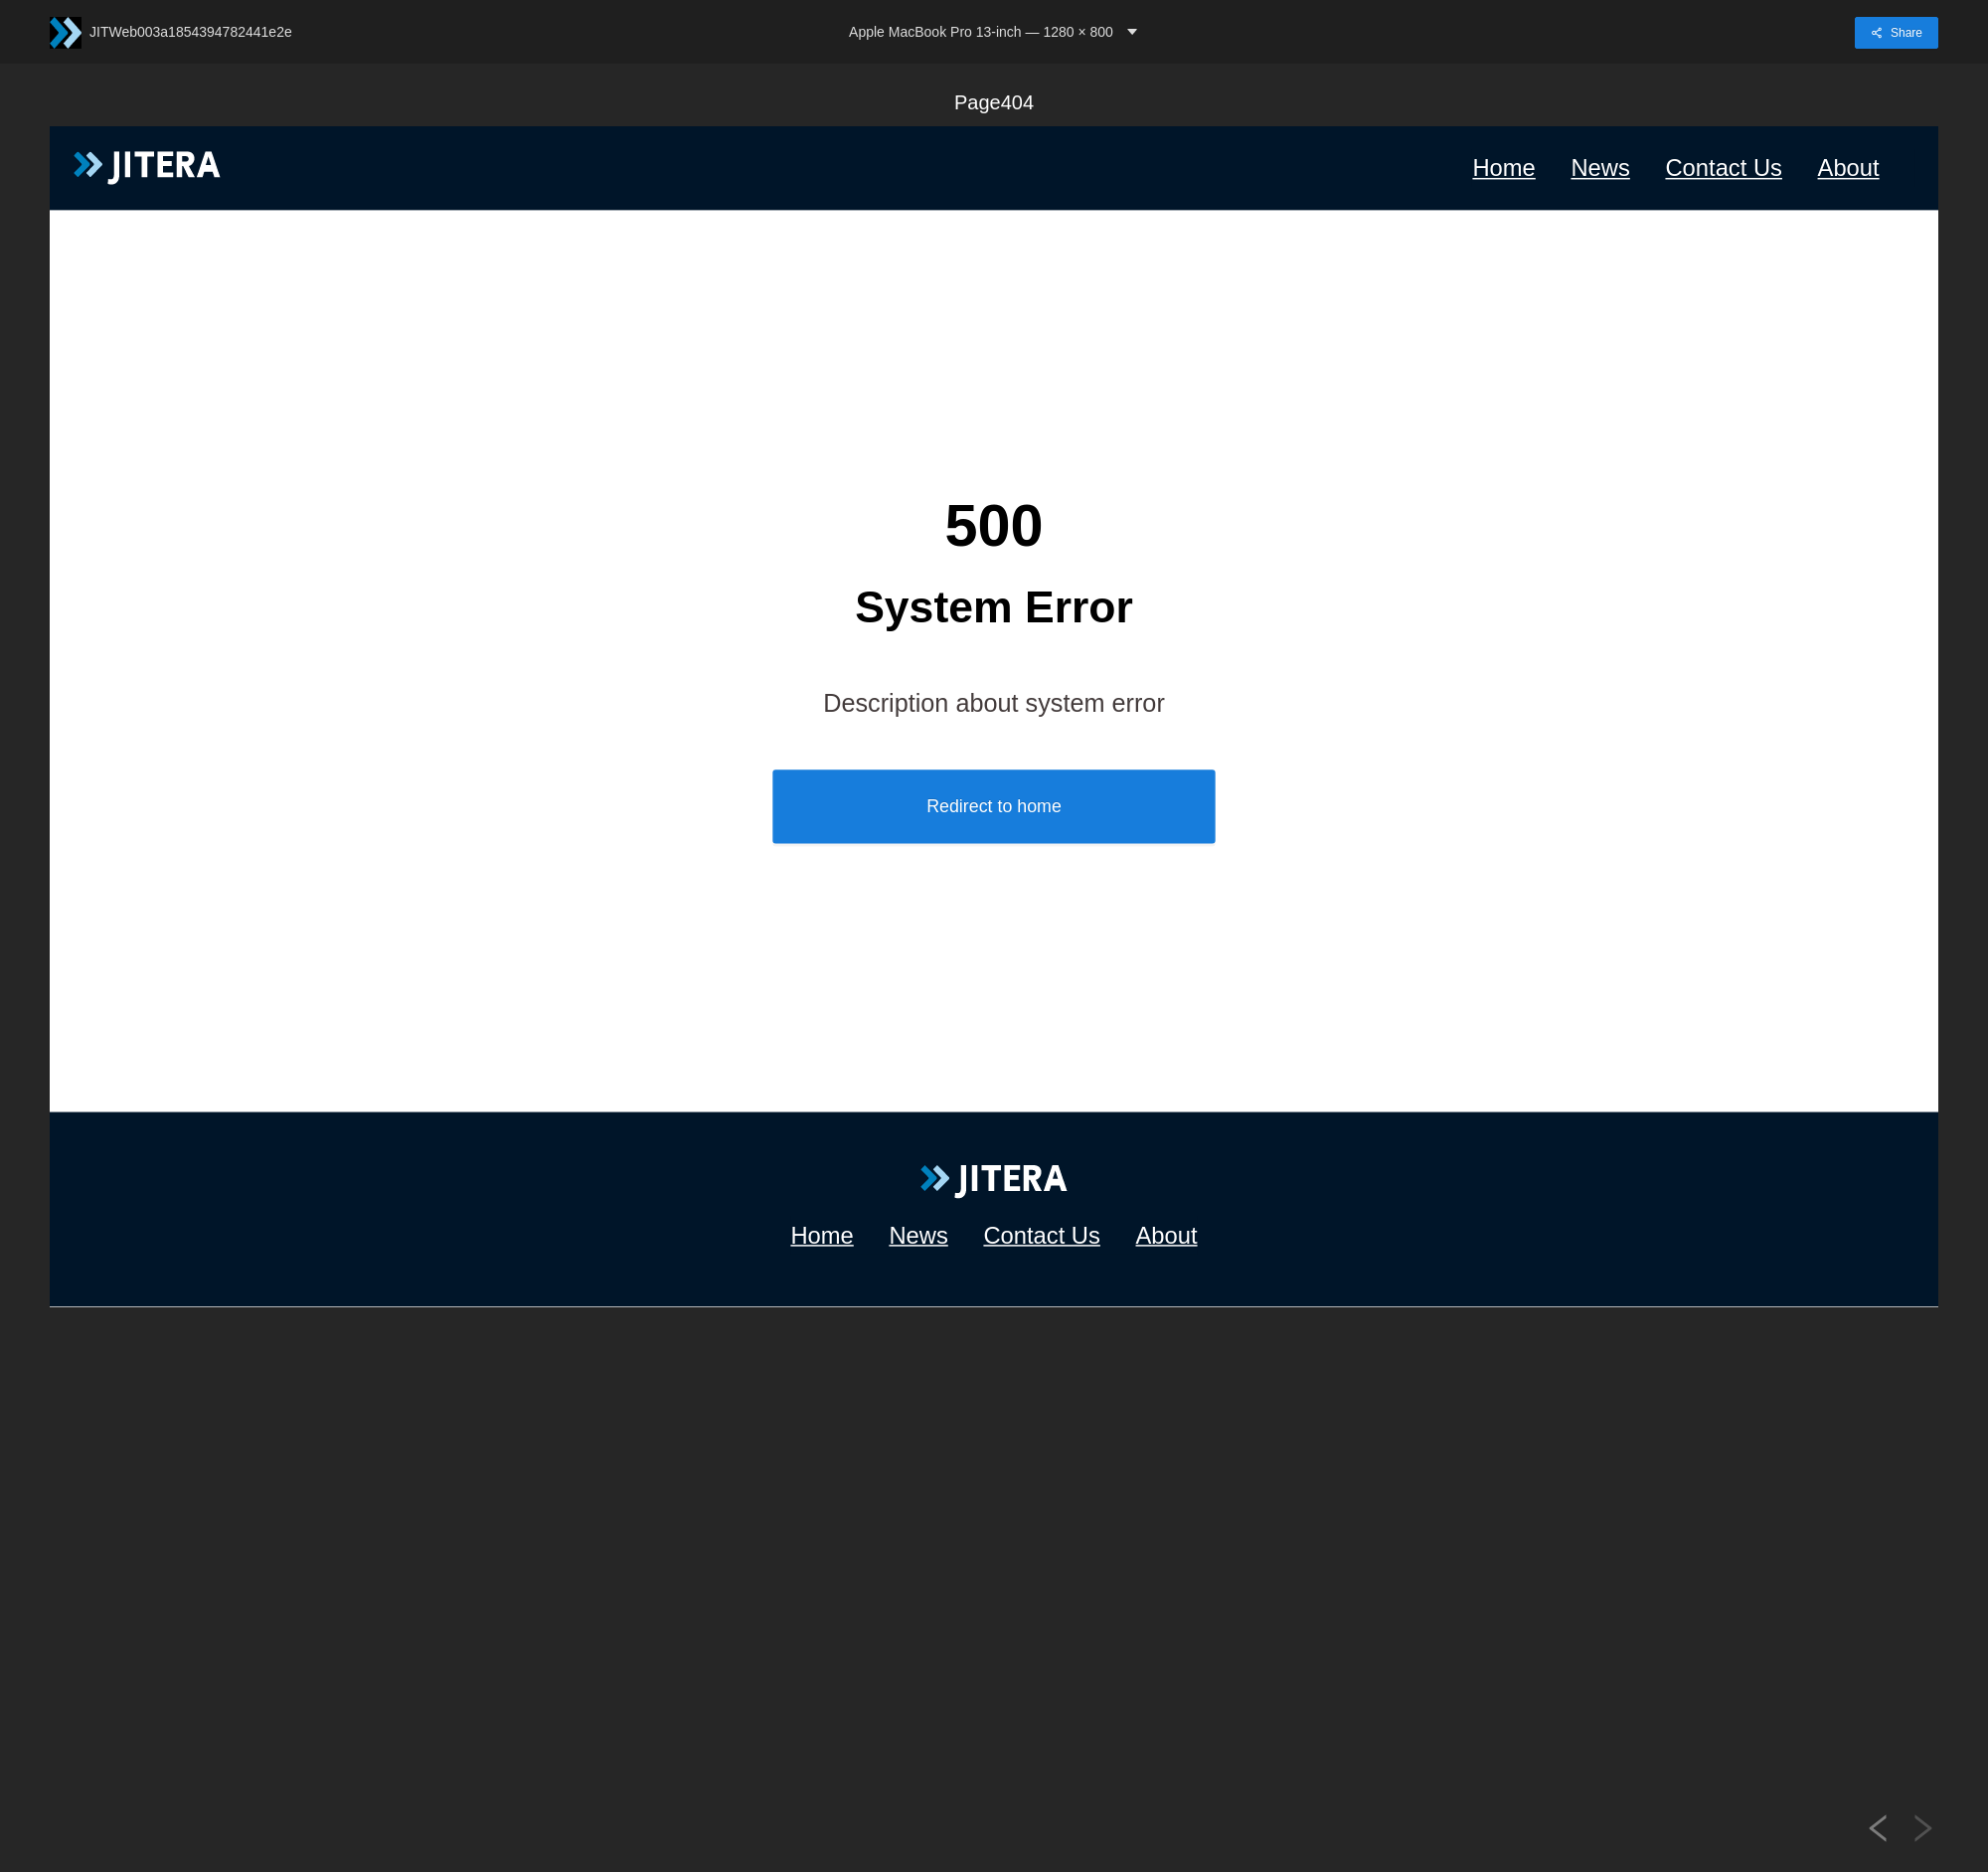 JITWeb003a1854394782441e2e
Apple MacBook Pro 13-inch — 1280 × 800
Share
Page404
JITERA
Home News Contact Us About
500
System Error
Description about system error
Redirect to home
JITERA
Home News Contact Us About